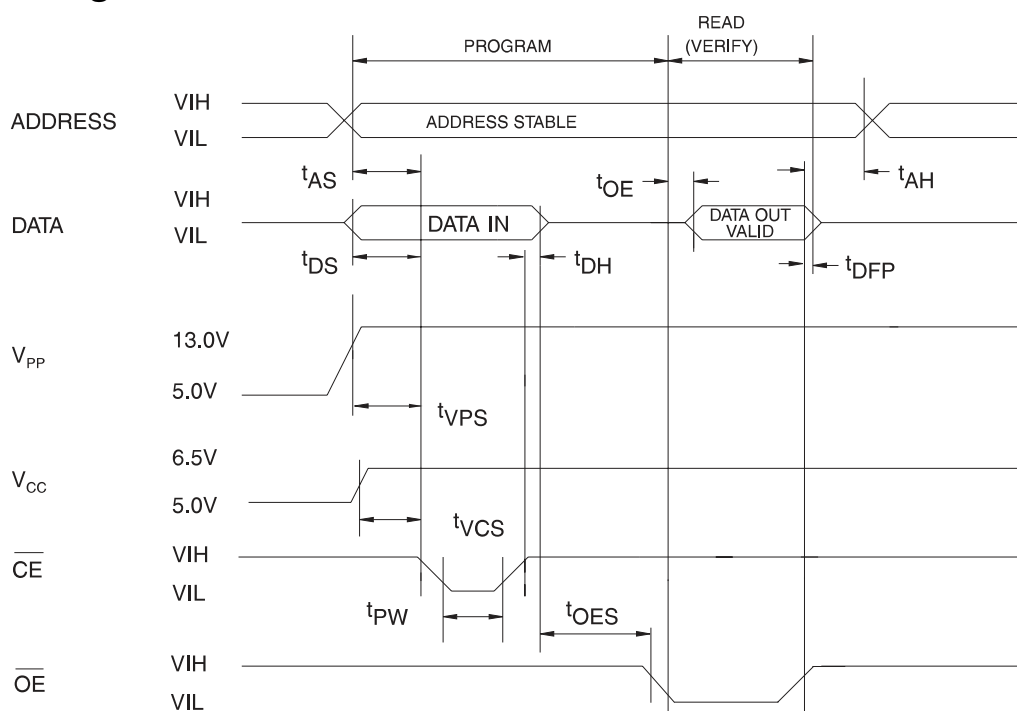 READ
PROGRAM (VERIFY)
ADDRESS VIH
VIL ADDRESS STABLE
tAS tOE tAH
DATA VIH
VIL DATA IN DATA OUT
VALID
tDS tDH tDFP
VPP 13.0V
5.0V
tVPS
VCC 6.5V
5.0V
tVCS
CE VIH
VIL
tPW tOES
OE VIH
VIL